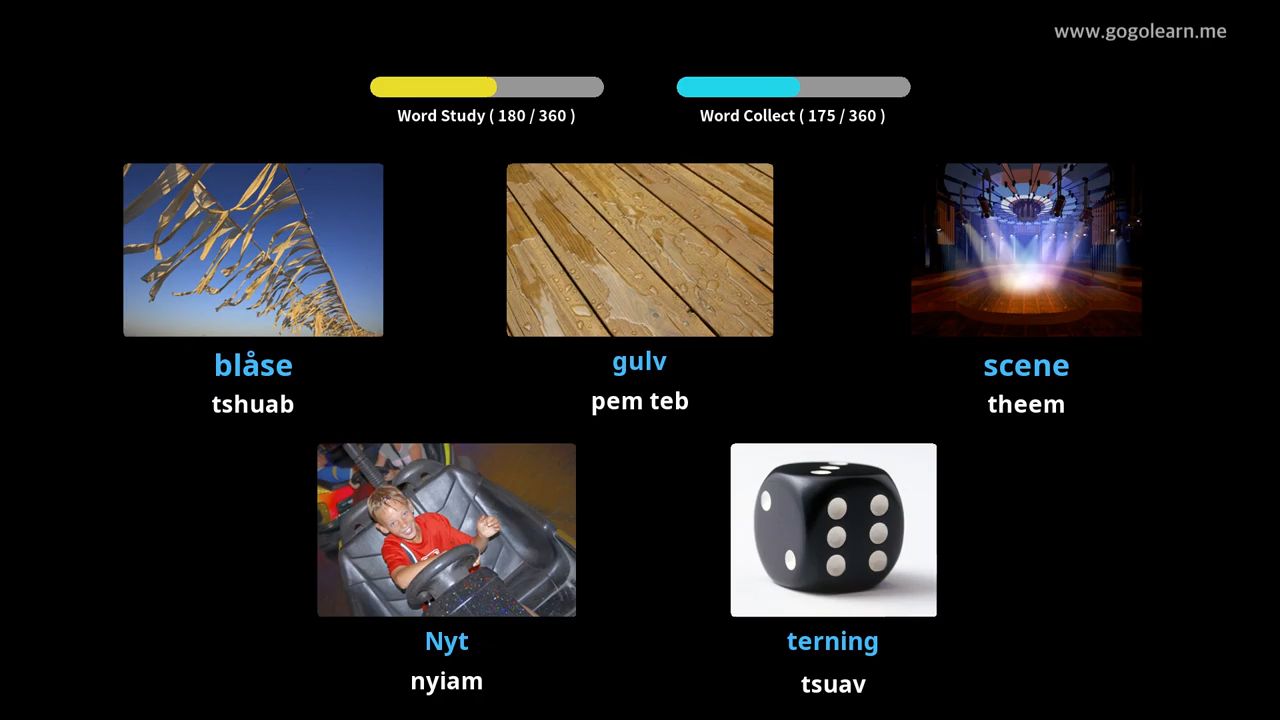 www.gogolearn.me
Word Study ( 180 / 360 )
Word Collect ( 175 / 360 )
blåse
tshuab
gulv
pem teb
scene
theem
Nyt
nyiam
terning
tsuav